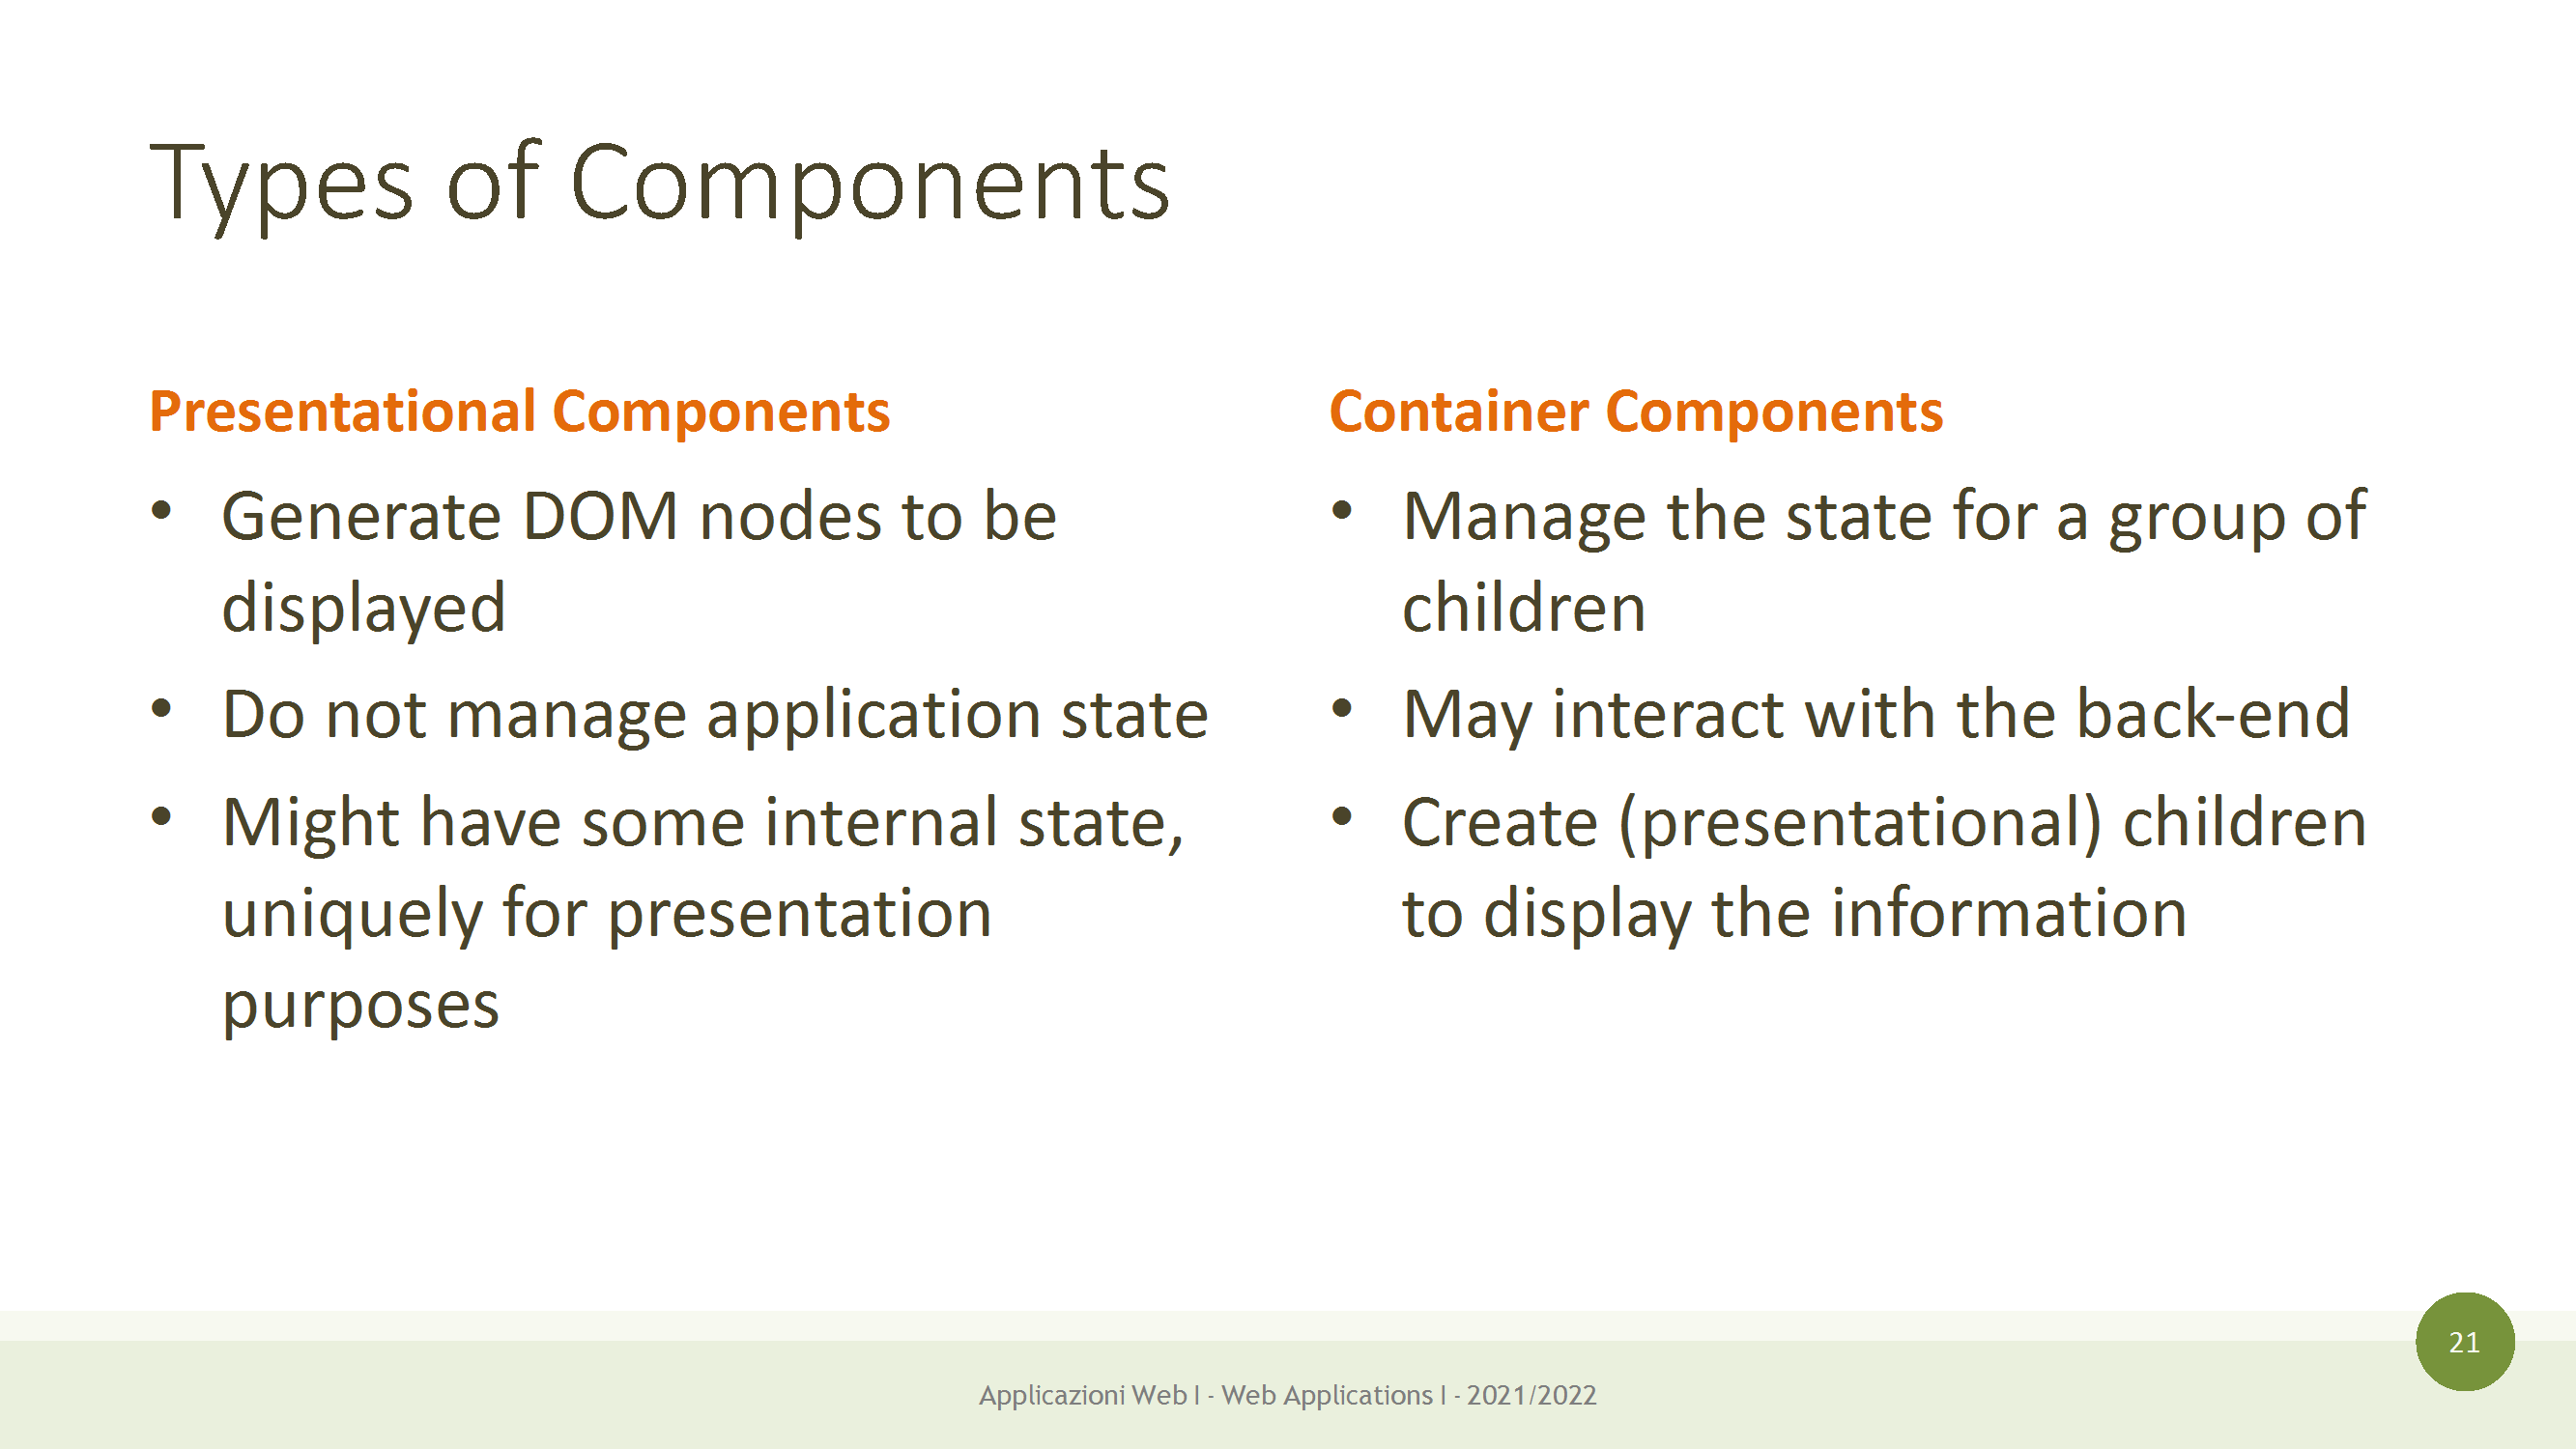 Types of Components
Presentational Components
• Generate DOM nodes to be
displayed
• Do not manage application state
• Might have some internal state,
uniquely for presentation
purposes
Container Components
• Manage the state for a group of
children
• May interact with the back-end
• Create (presentational) children
to display the information
21
Applicazioni Web I - Web Applications I - 2021/2022